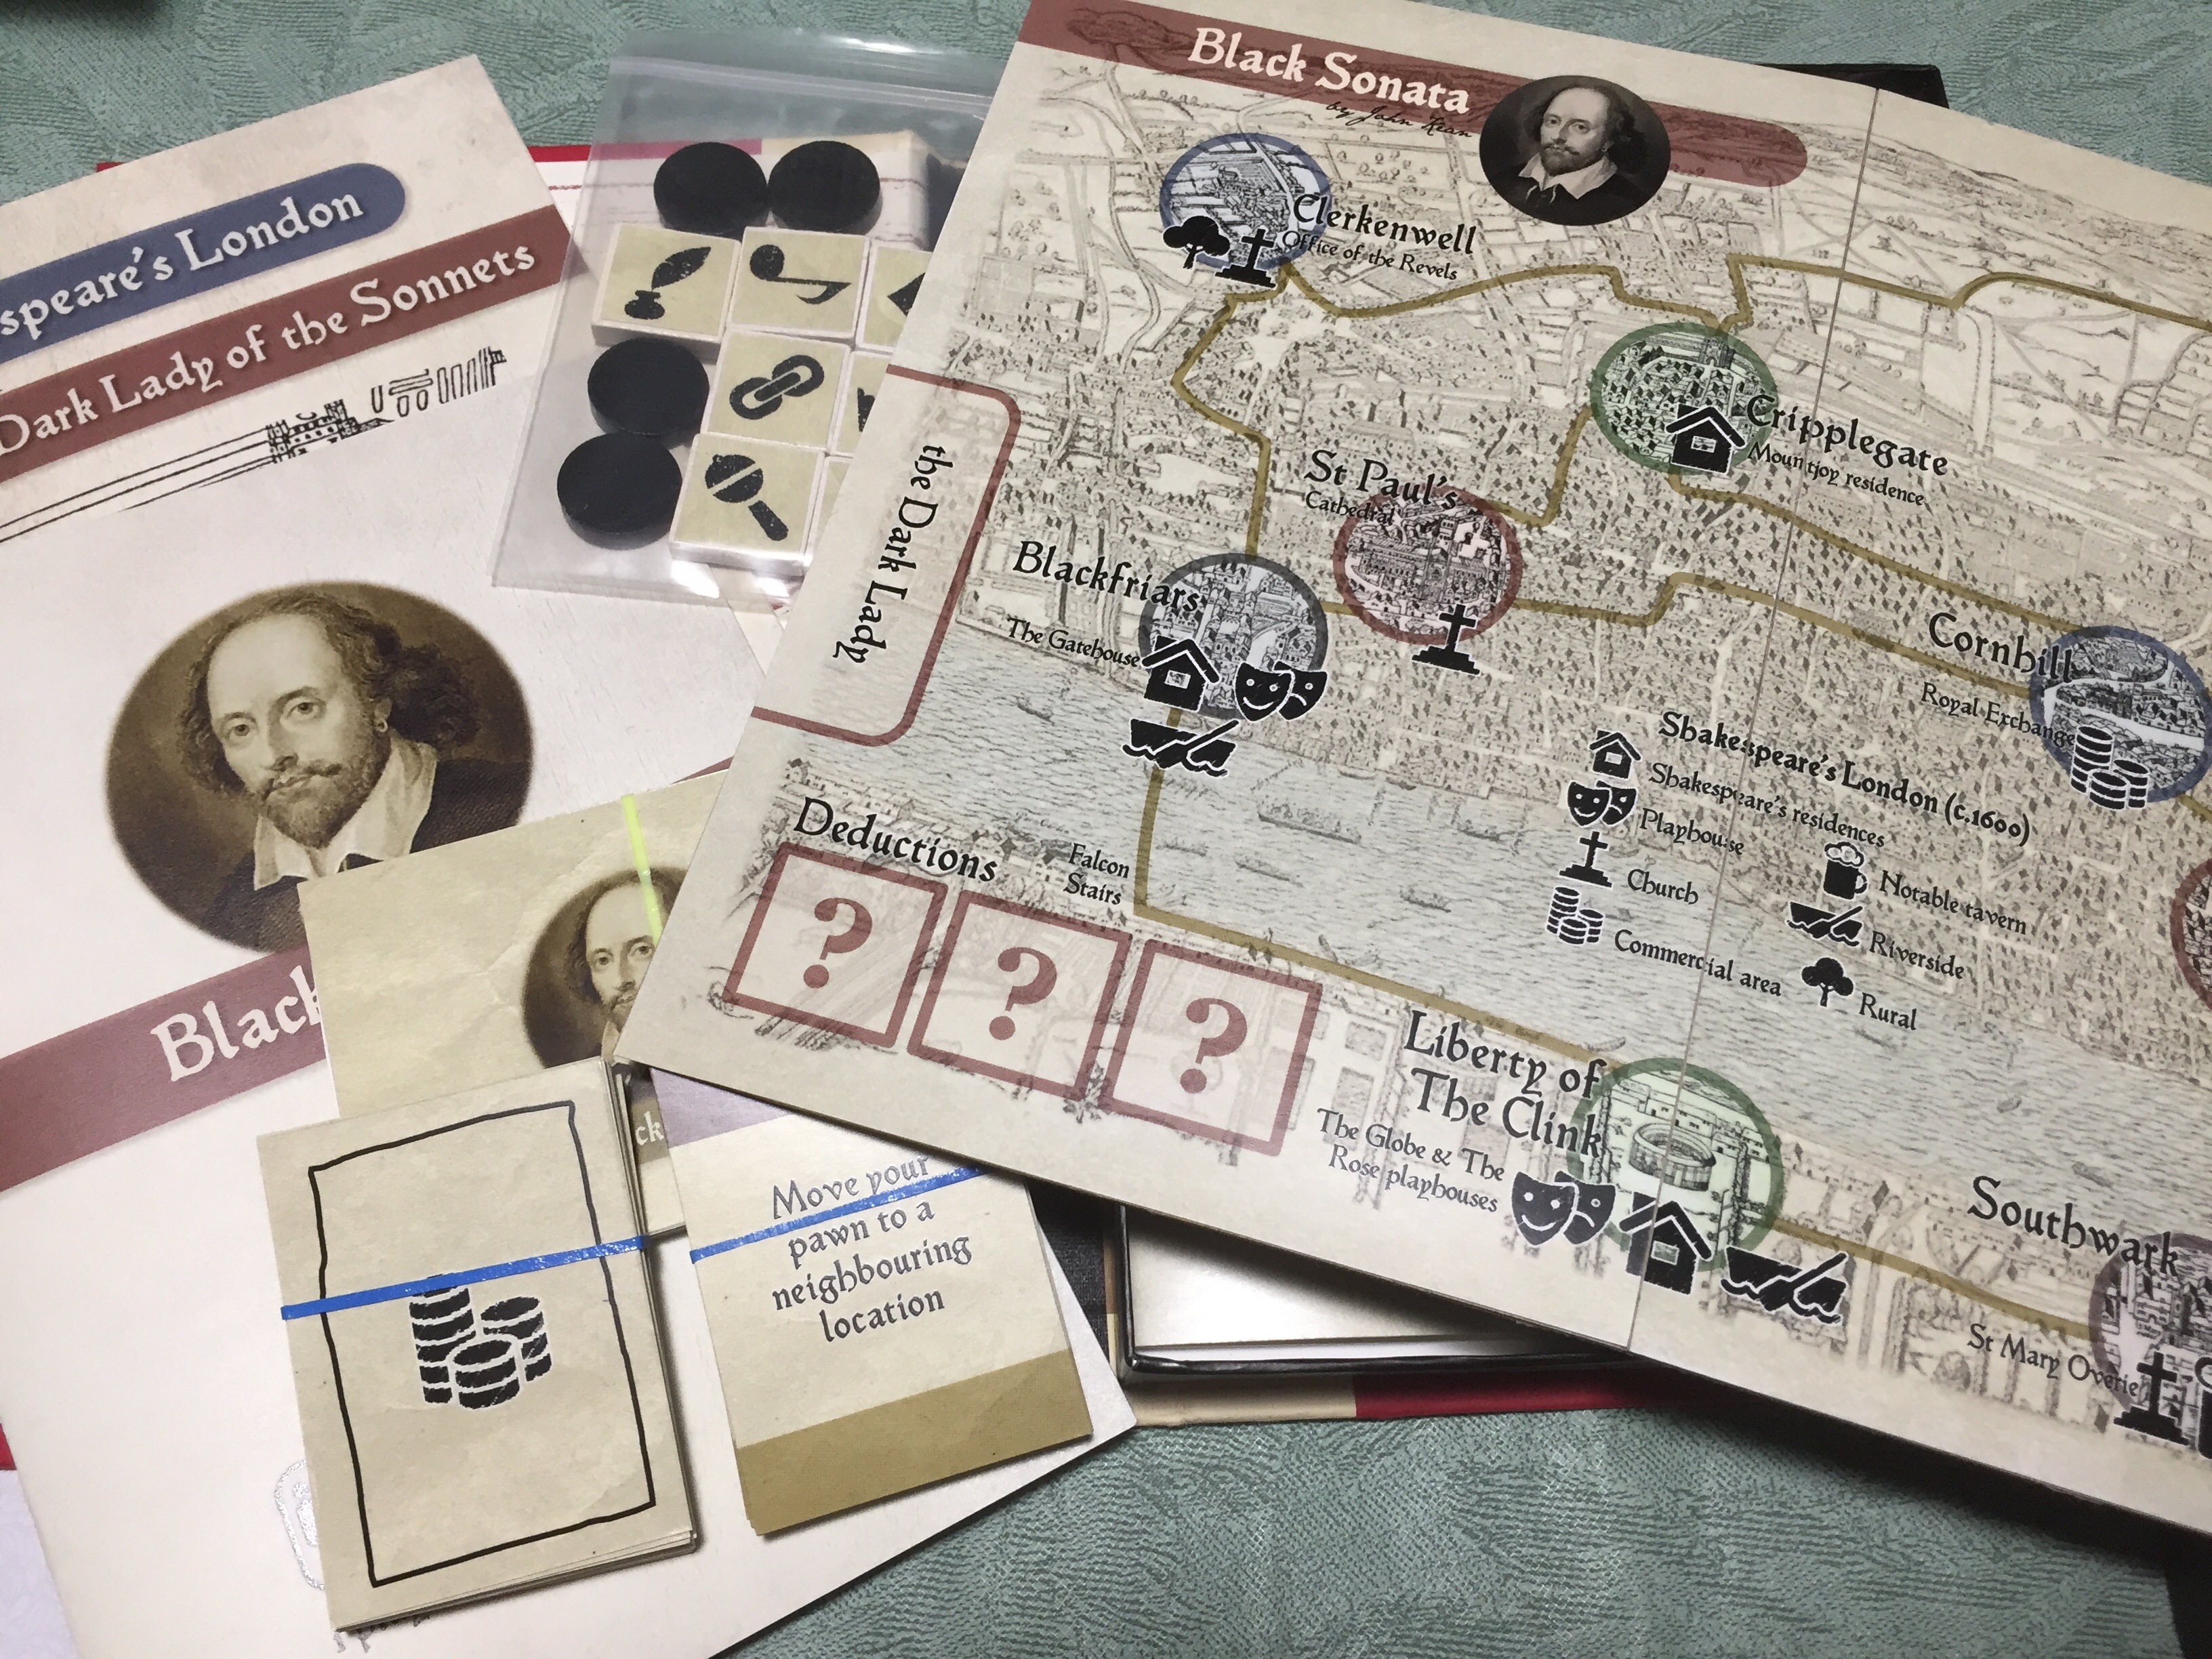 speare's London
Dark Lady of the Sonnets
Black
Move your
pawn to a
neighbouring
location
Black Sonata
by John Kean
Clerkenwell
Office of the Revels
Cripplegate
Mountjoy residence
St Paul's
Cathedral
the Dark Lady
Blackfriars
The Gatehouse
Cornhill
Royal Exchange
Shakespeare's London (c.1600)
Shakespeare's residences
Playhouse
Church
Commercial area
Notable tavern
Riverside
Rural
Deductions
Falcon
Stairs
? ? ?
Liberty of
The Clink
The Globe & The
Rose playhouses
Southwark
St Mary Overie
ck